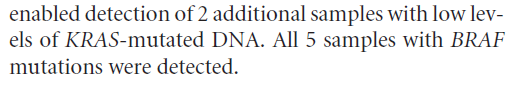 enabled detection of 2 additional samples with low lev-
els of KRAS-mutated DNA. All 5 samples with BRAF
mutations were detected.